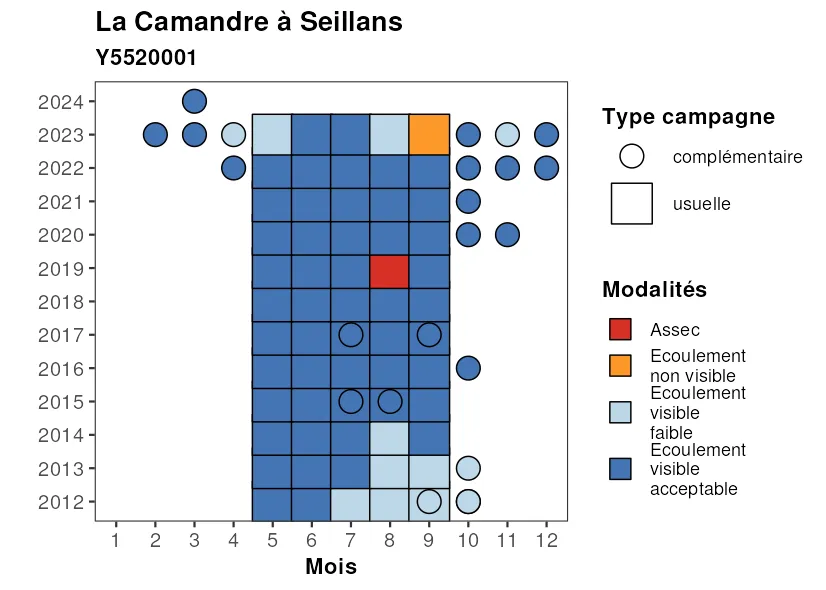 La Camandre à Seillans
Y5520001
2024
2023
2022
2021
2020
2019
2018
2017
2016
2015
2014
2013
2012
1 2 3 4 5 6 7 8 9 10 11 12
Mois
Type campagne
complémentaire
usuelle
Modalités
Assec
Ecoulement
non visible
Ecoulement
visible
faible
Ecoulement
visible
acceptable